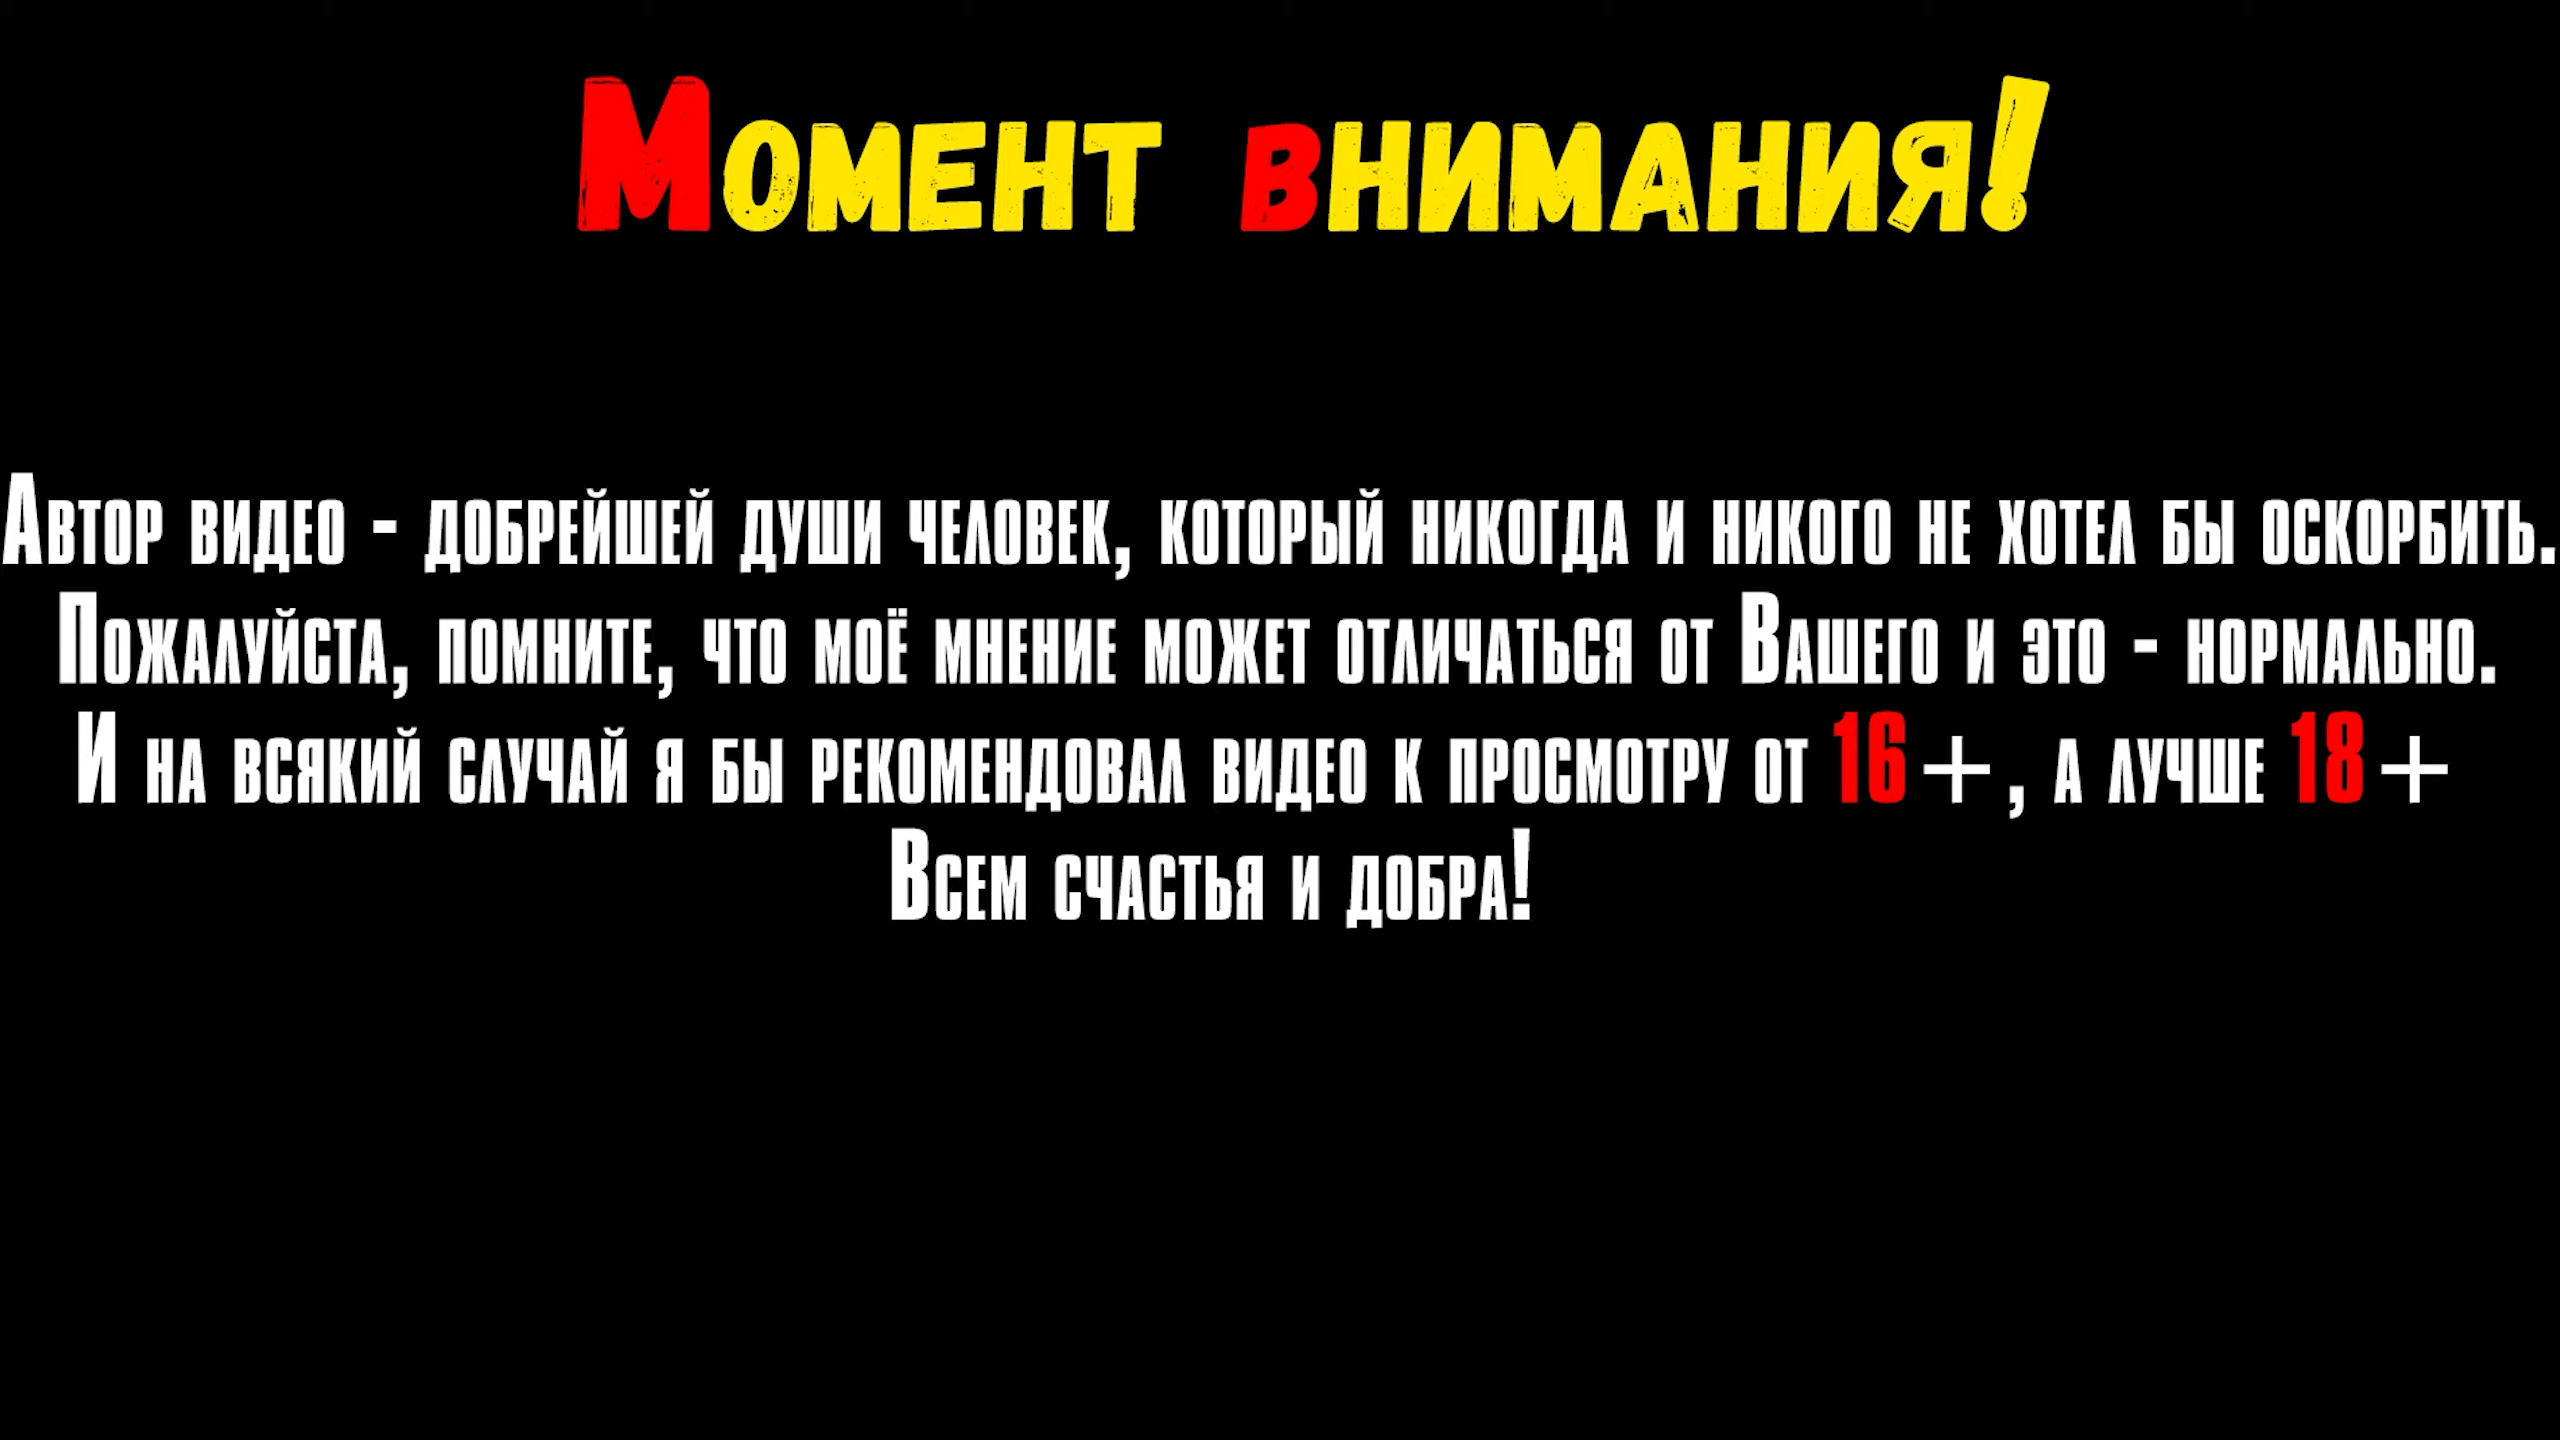 Момент внимания!
Автор видео - добрейшей души человек, который никогда и никого не хотел бы оскорбить.
Пожалуйста, помните, что моё мнение может отличаться от Вашего и это - нормально.
И на всякий случай я бы рекомендовал видео к просмотру от 16+, а лучше 18+
Всем счастья и добра!